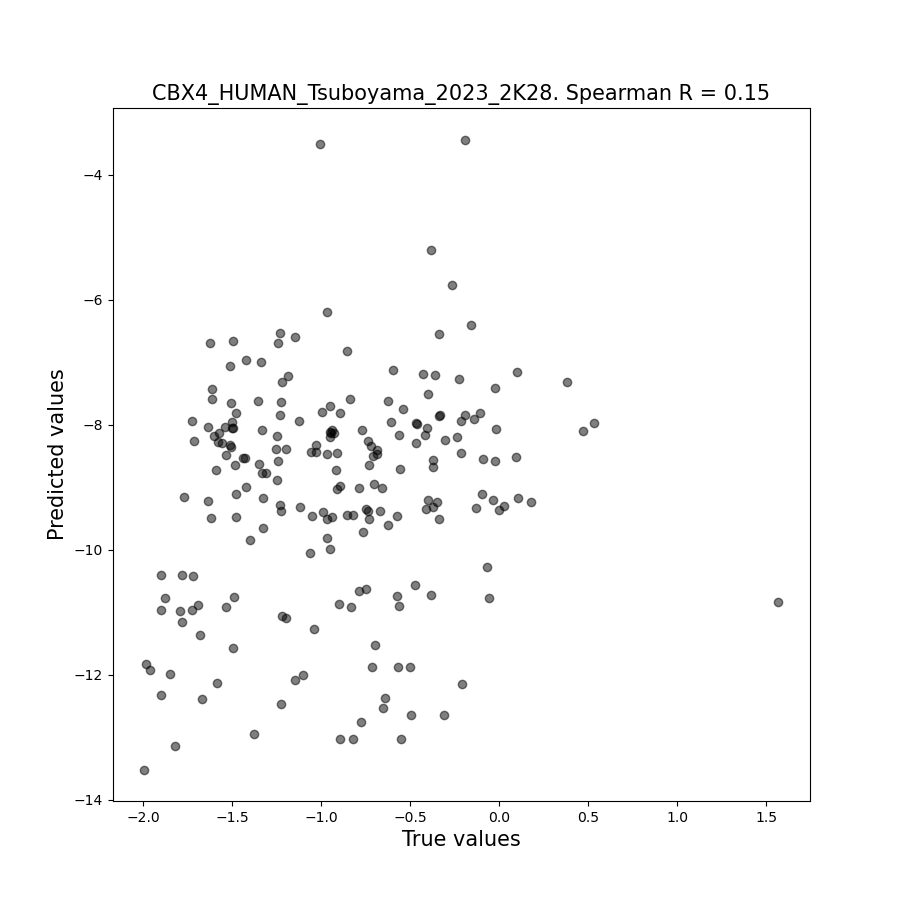 CBX4_HUMAN_Tsuboyama_2023_2K28. Spearman R = 0.15
−4
−6
−8
−10
−12
−14
Predicted values
−2.0 −1.5 −1.0 −0.5 0.0 0.5 1.0 1.5
True values